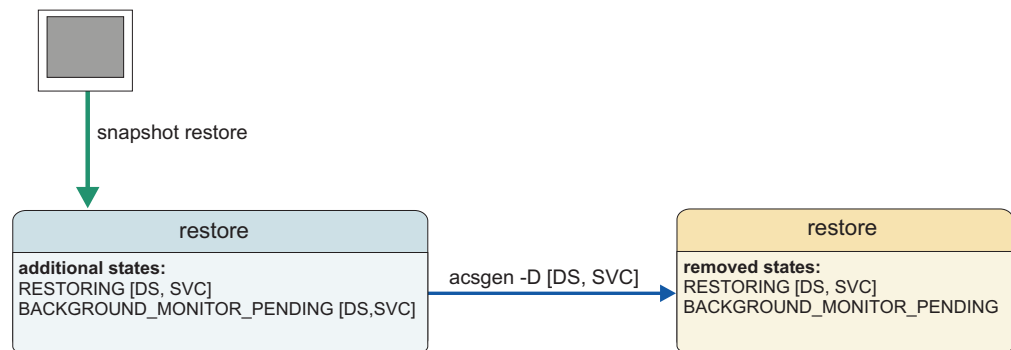 snapshot restore
restore
additional states:
RESTORING [DS, SVC]
BACKGROUND_MONITOR_PENDING [DS,SVC]
acsgen -D [DS, SVC]
restore
removed states:
RESTORING [DS, SVC]
BACKGROUND_MONITOR_PENDING